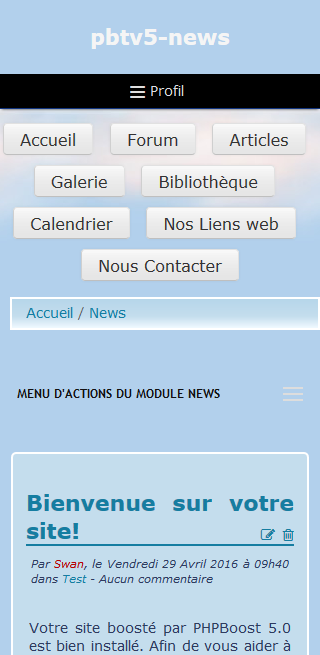 pbtv5-news
Profil
Accueil Forum Articles
Galerie Bibliothèque
Calendrier Nos Liens web
Nous Contacter
Accueil / News
MENU D'ACTIONS DU MODULE NEWS
Bienvenue sur votre
site!
Par Swan, le Vendredi 29 Avril 2016 à 09h40
dans Test - Aucun commentaire
Votre site boosté par PHPBoost 5.0
est bien installé. Afin de vous aider à